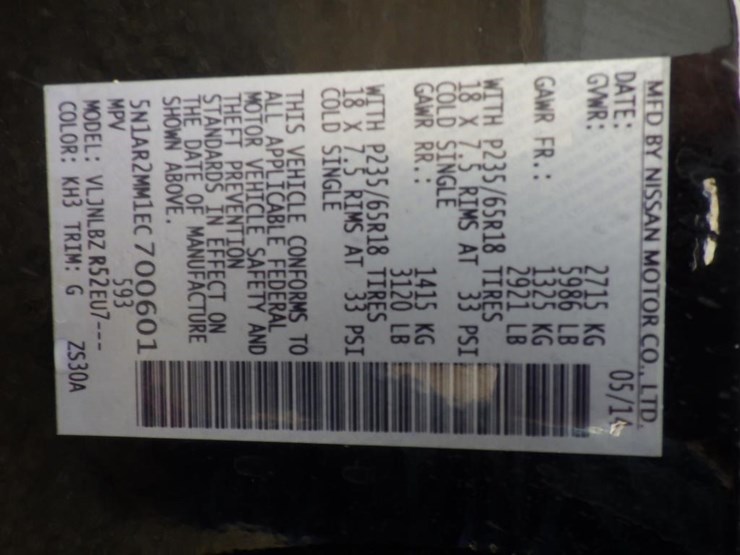 MFD BY NISSAN MOTOR CO., LTD.
DATE: 05/14
GVWR: 2715 KG
5986 LB
GAWR FR.: 1325 KG
2921 LB
WITH P235/65R18 TIRES
18 X 7.5 RIMS AT 33 PSI
COLD SINGLE
GAWR RR.: 1415 KG
3120 LB
WITH P235/65R18 TIRES
18 X 7.5 RIMS AT 33 PSI
COLD SINGLE
THIS VEHICLE CONFORMS TO
ALL APPLICABLE FEDERAL
MOTOR VEHICLE SAFETY AND
THEFT PREVENTION
STANDARDS IN EFFECT ON
THE DATE OF MANUFACTURE
SHOWN ABOVE.
5N1AR2MM1EC700601
MPV 593
MODEL: VLJNLBZ R52EU7---
COLOR: KH3 TRIM: G ZS30A